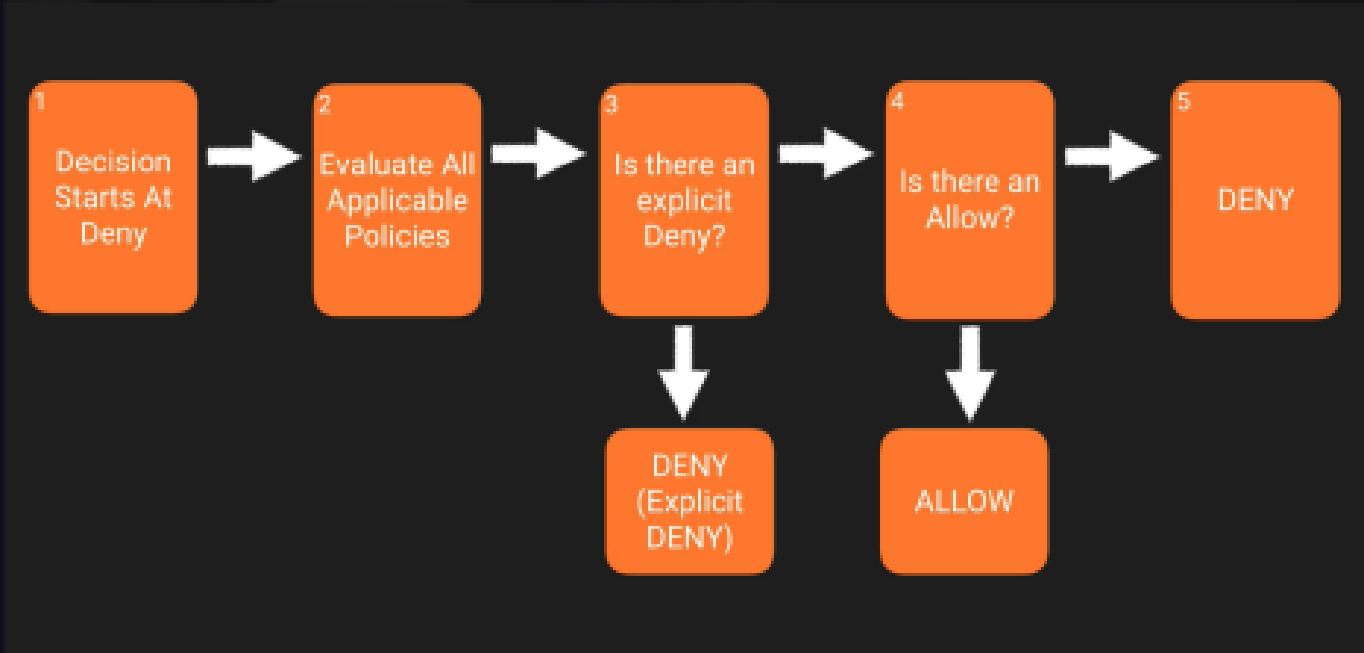 1
Decision
Starts At
Deny
2
Evaluate All
Applicable
Policies
3
Is there an
explicit
Deny?
4
Is there an
Allow?
5
DENY
DENY
(Explicit
DENY)
ALLOW